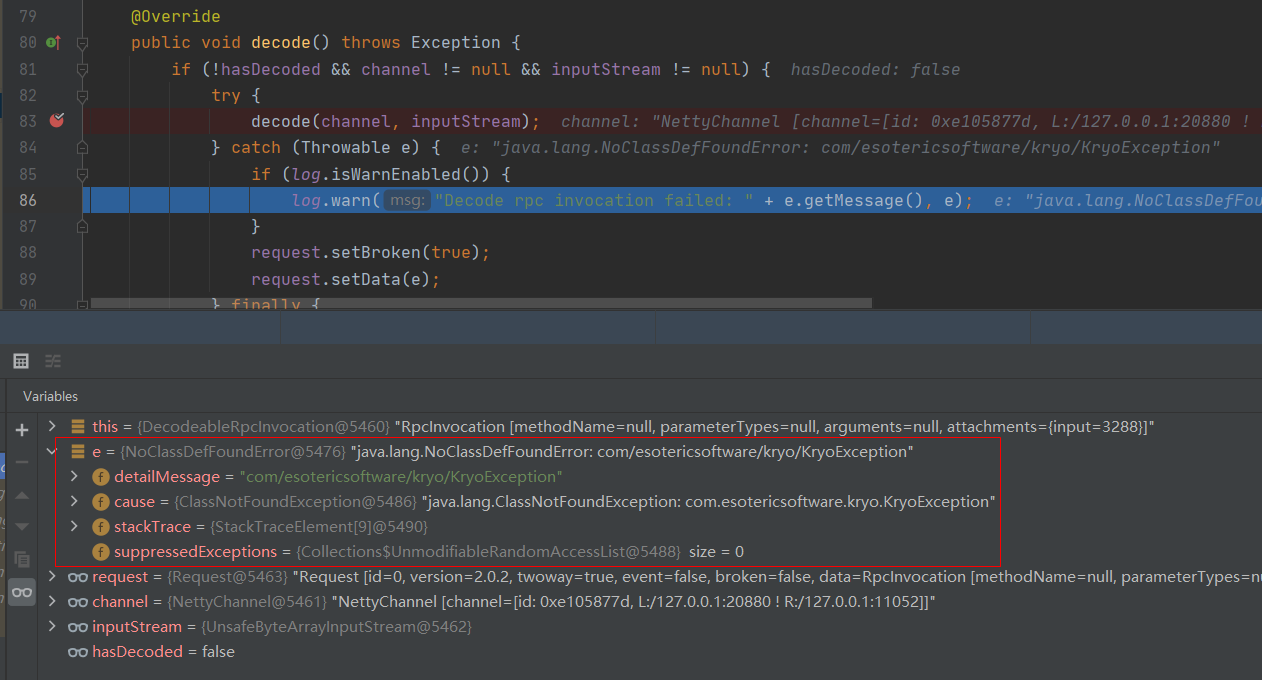 79 @Override
80 public void decode() throws Exception {
81 if (!hasDecoded && channel != null && inputStream != null) { hasDecoded: false
82 try {
83 decode(channel, inputStream); channel: "NettyChannel [channel=[id: 0xe105877d, L:/127.0.0.1:20880 !
84 } catch (Throwable e) { e: "java.lang.NoClassDefFoundError: com/esotericsoftware/kryo/KryoException"
85 if (log.isWarnEnabled()) {
86 log.warn( msg: "Decode rpc invocation failed: " + e.getMessage(), e); e: "java.lang.NoClassDefFou
87 }
88 request.setBroken(true);
89 request.setData(e);
90 } finally {
Variables
this = {DecodeableRpcInvocation@5460} "RpcInvocation [methodName=null, parameterTypes=null, arguments=null, attachments={input=3288}]"
e = {NoClassDefFoundError@5476} "java.lang.NoClassDefFoundError: com/esotericsoftware/kryo/KryoException"
f detailMessage = "com/esotericsoftware/kryo/KryoException"
f cause = {ClassNotFoundException@5486} "java.lang.ClassNotFoundException: com.esotericsoftware.kryo.KryoException"
f stackTrace = {StackTraceElement[9]@5490}
f suppressedExceptions = {Collections$UnmodifiableRandomAccessList@5488} size = 0
request = {Request@5463} "Request [id=0, version=2.0.2, twoway=true, event=false, broken=false, data=RpcInvocation [methodName=null, parameterTypes=nu
channel = {NettyChannel@5461} "NettyChannel [channel=[id: 0xe105877d, L:/127.0.0.1:20880 ! R:/127.0.0.1:11052]]"
inputStream = {UnsafeByteArrayInputStream@5462}
hasDecoded = false